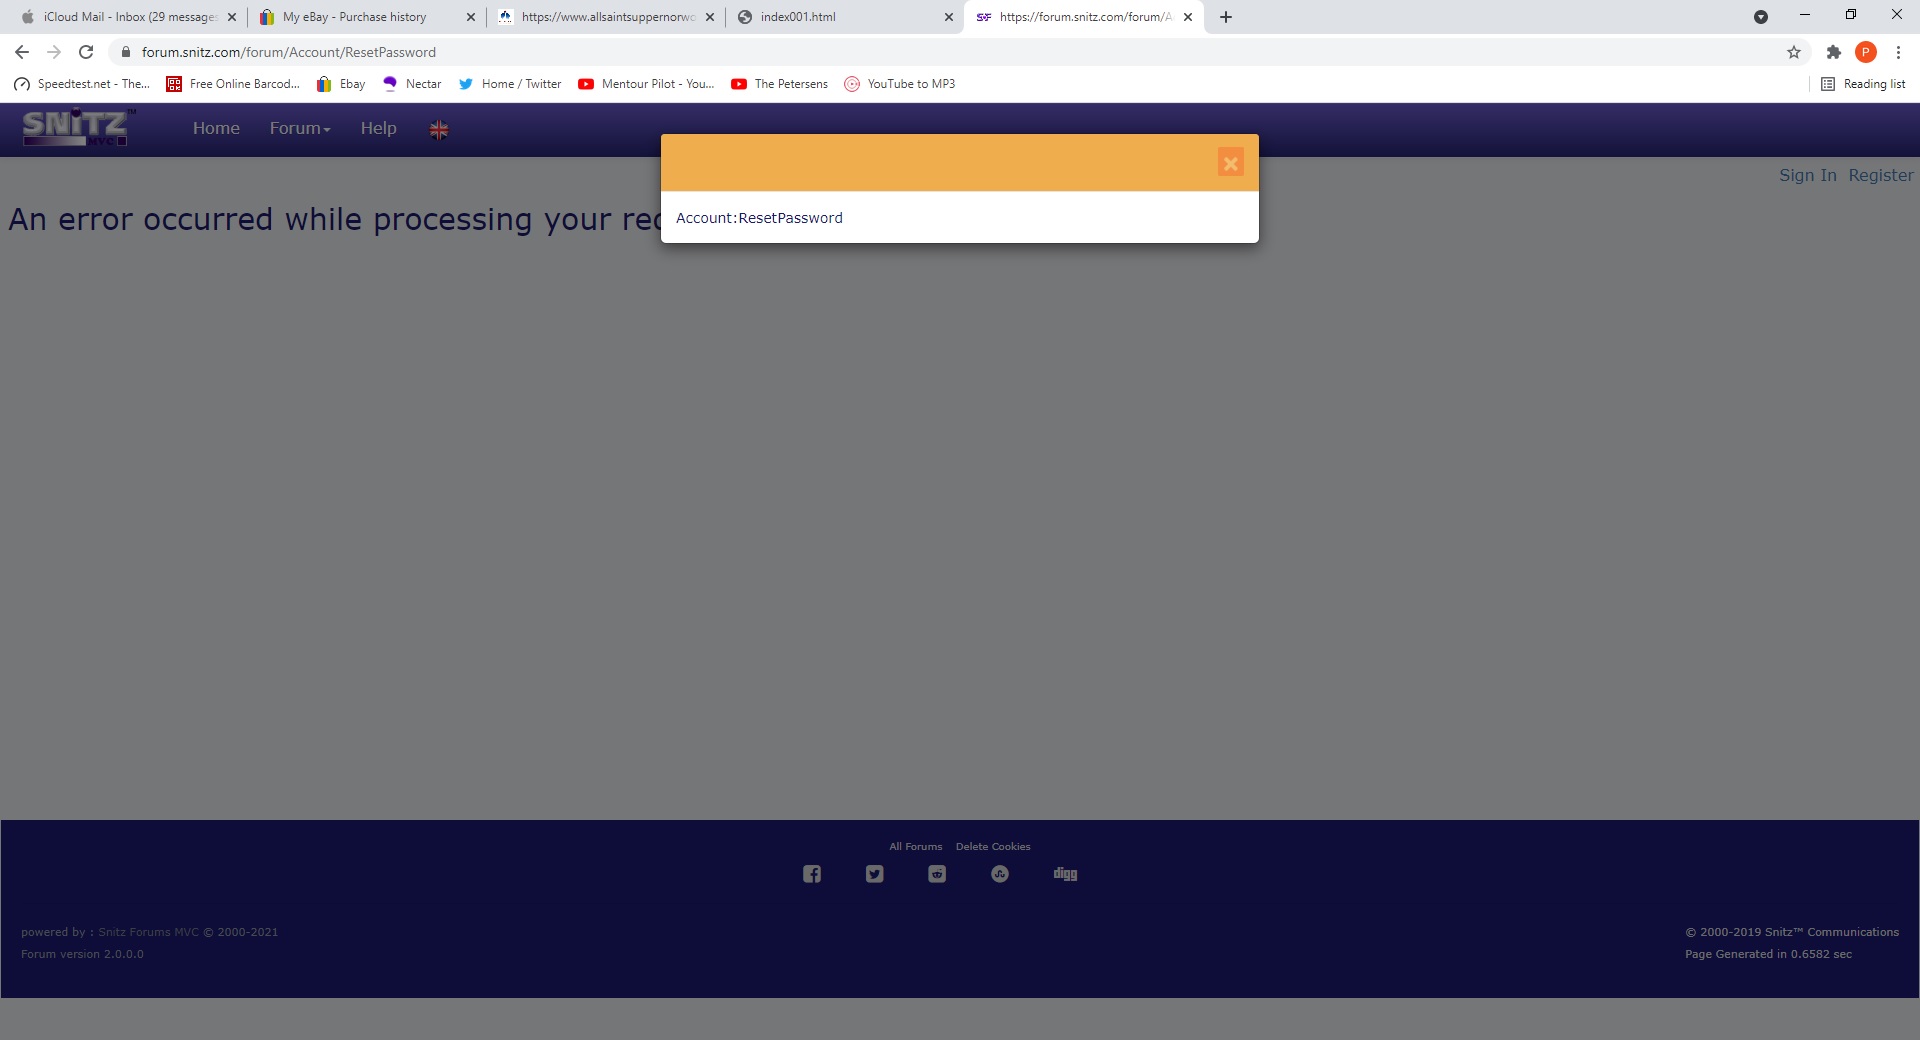 iCloud Mail - Inbox (29 messages
My eBay - Purchase history
https://www.allsaintsuppernorwo
index001.html
https://forum.snitz.com/forum/A
forum.snitz.com/forum/Account/ResetPassword
P
Speedtest.net - The...
Free Online Barcod...
Ebay
Nectar
Home / Twitter
Mentour Pilot - You...
The Petersens
YouTube to MP3
Reading list
SNiTZ™
MVC
Home
Forum
Help
Sign In Register
An error occurred while processing your rec
Account:ResetPassword
All Forums Delete Cookies
digg
powered by : Snitz Forums MVC © 2000-2021
Forum version 2.0.0.0
© 2000-2019 Snitz™ Communications
Page Generated in 0.6582 sec